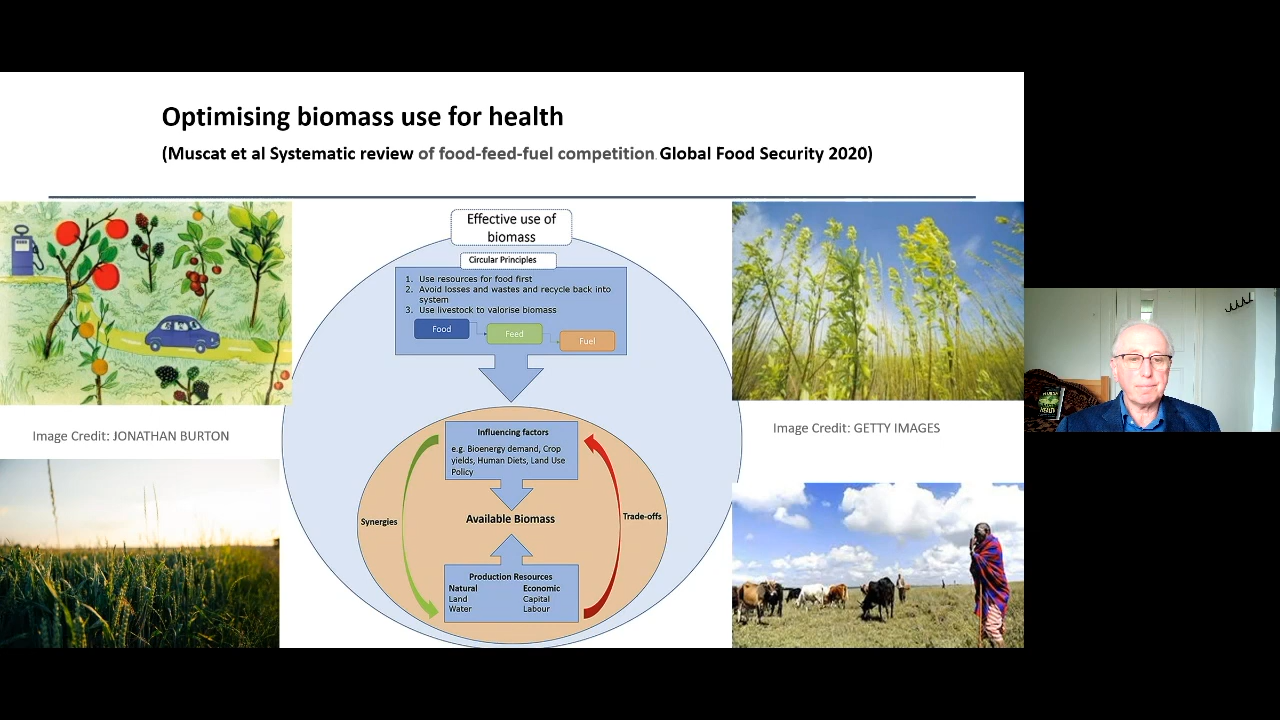 Optimising biomass use for health
(Muscat et al Systematic review of food-feed-fuel competition. Global Food Security 2020)
Effective use of
biomass
Circular Principles
1. Use resources for food first
2. Avoid losses and wastes and recycle back into
system
3. Use livestock to valorise biomass
Food
Feed
Fuel
Image Credit: JONATHAN BURTON
Image Credit: GETTY IMAGES
Influencing factors
e.g. Bioenergy demand, Crop
yields, Human Diets, Land Use
Policy
Synergies
Available Biomass
Trade-offs
Production Resources
Natural Economic
Land Capital
Water Labour